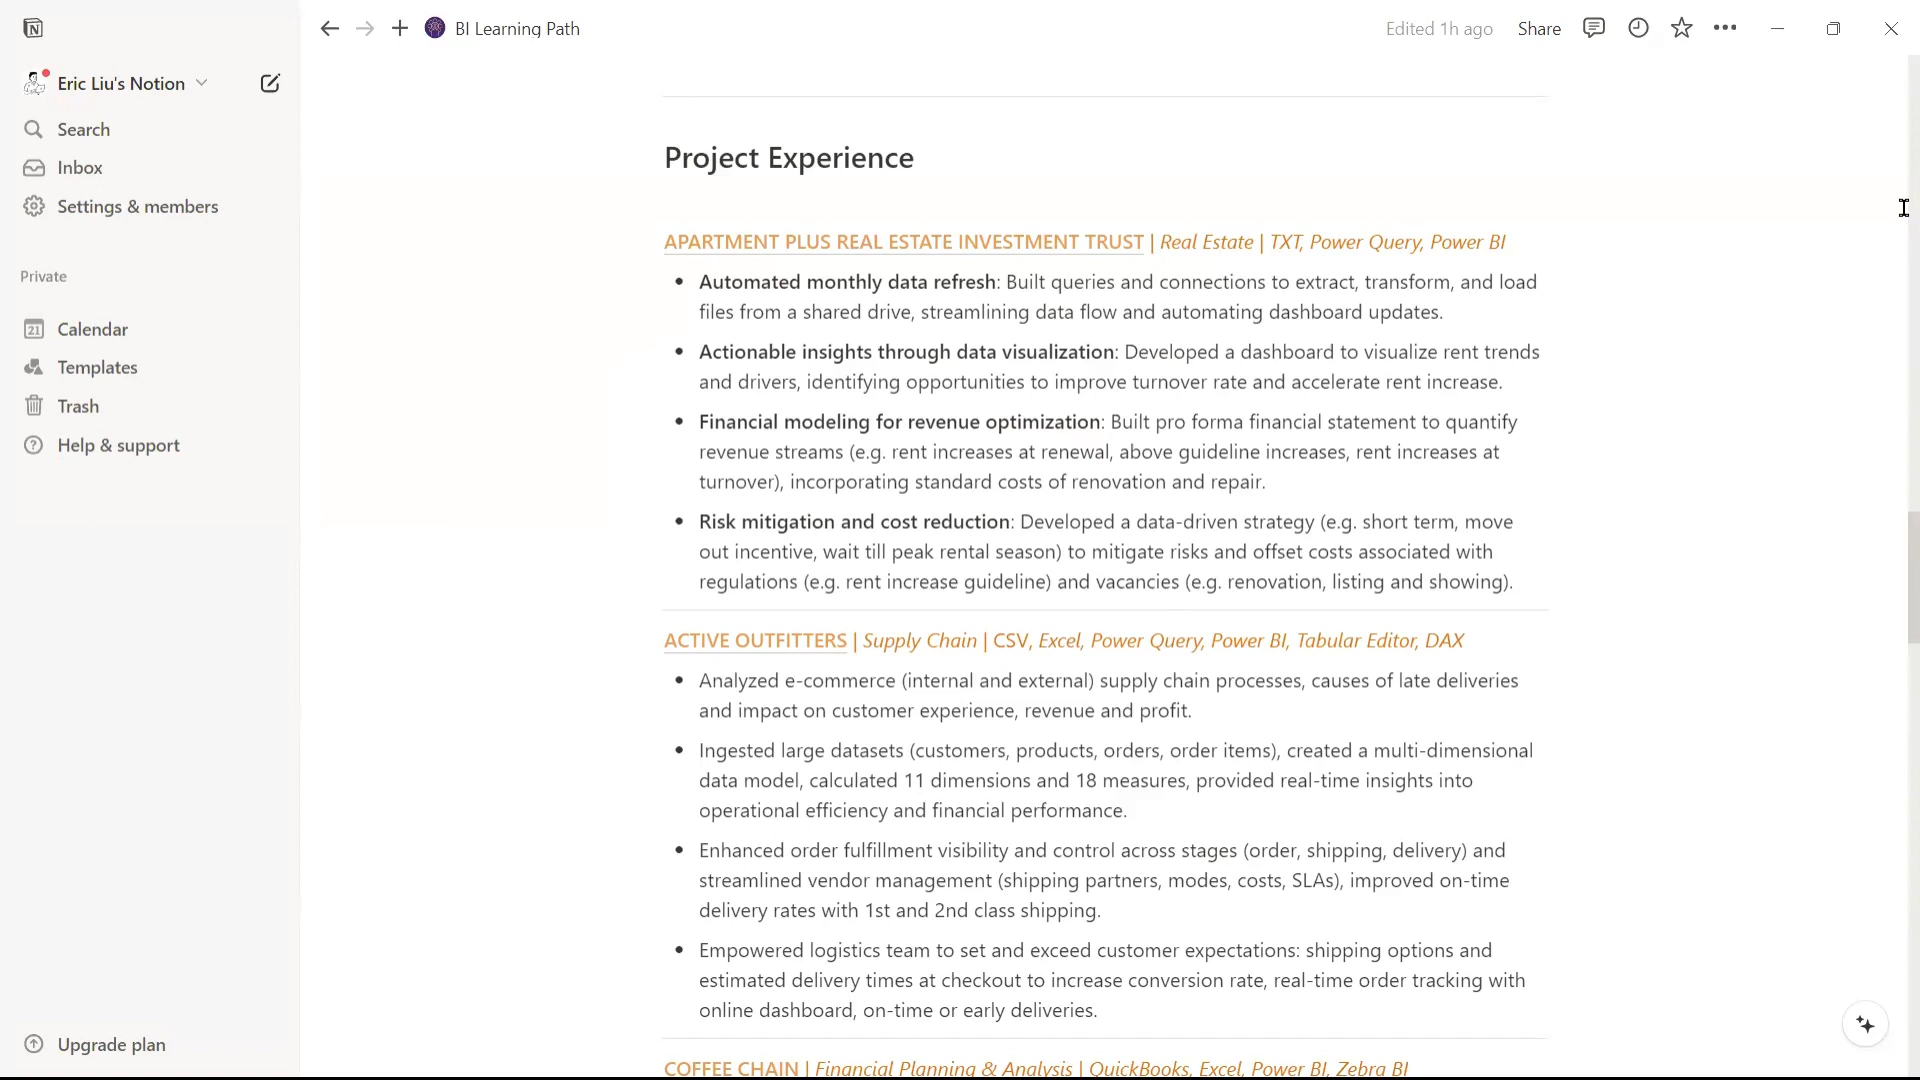 BI Learning Path
Edited 1h ago
Share
Eric Liu's Notion
Search
Inbox
Settings & members
Private
21
Calendar
Templates
Trash
Help & support
Upgrade plan
Project Experience
APARTMENT PLUS REAL ESTATE INVESTMENT TRUST | Real Estate | TXT, Power Query, Power BI
• Automated monthly data refresh: Built queries and connections to extract, transform, and load
files from a shared drive, streamlining data flow and automating dashboard updates.
• Actionable insights through data visualization: Developed a dashboard to visualize rent trends
and drivers, identifying opportunities to improve turnover rate and accelerate rent increase.
• Financial modeling for revenue optimization: Built pro forma financial statement to quantify
revenue streams (e.g. rent increases at renewal, above guideline increases, rent increases at
turnover), incorporating standard costs of renovation and repair.
• Risk mitigation and cost reduction: Developed a data-driven strategy (e.g. short term, move
out incentive, wait till peak rental season) to mitigate risks and offset costs associated with
regulations (e.g. rent increase guideline) and vacancies (e.g. renovation, listing and showing).
ACTIVE OUTFITTERS | Supply Chain | CSV, Excel, Power Query, Power BI, Tabular Editor, DAX
• Analyzed e-commerce (internal and external) supply chain processes, causes of late deliveries
and impact on customer experience, revenue and profit.
• Ingested large datasets (customers, products, orders, order items), created a multi-dimensional
data model, calculated 11 dimensions and 18 measures, provided real-time insights into
operational efficiency and financial performance.
• Enhanced order fulfillment visibility and control across stages (order, shipping, delivery) and
streamlined vendor management (shipping partners, modes, costs, SLAs), improved on-time
delivery rates with 1st and 2nd class shipping.
• Empowered logistics team to set and exceed customer expectations: shipping options and
estimated delivery times at checkout to increase conversion rate, real-time order tracking with
online dashboard, on-time or early deliveries.
COFFEE CHAIN | Financial Planning & Analysis | QuickBooks, Excel, Power BI, Zebra BI